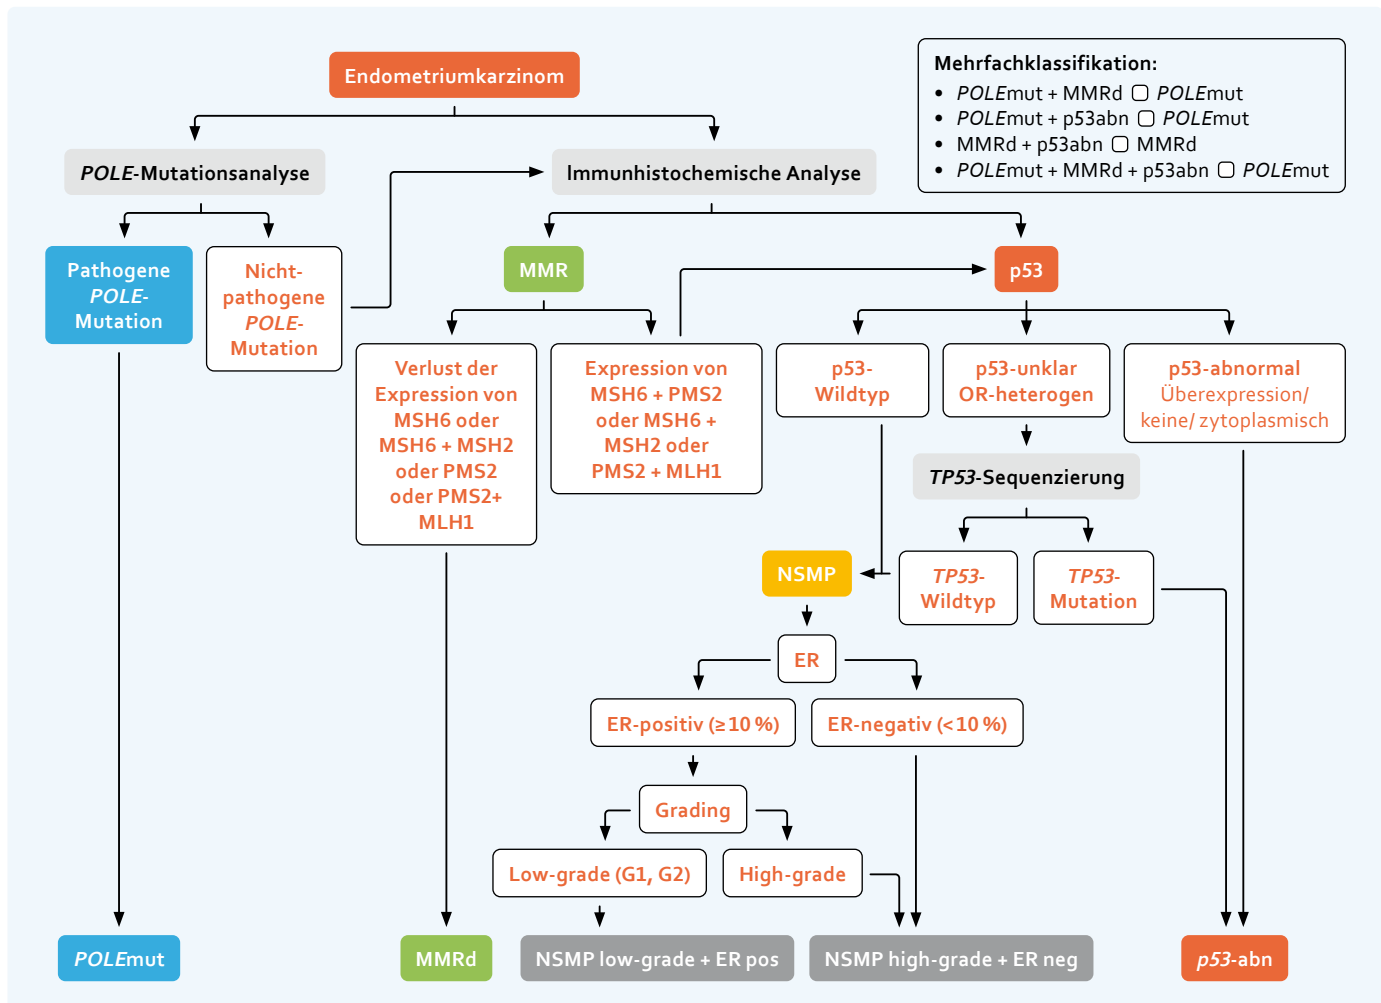 Endometriumkarzinom
Mehrfachklassifikation:
• POLEmut + MMRd ▢ POLEmut
• POLEmut + p53abn ▢ POLEmut
• MMRd + p53abn ▢ MMRd
• POLEmut + MMRd + p53abn ▢ POLEmut
POLE-Mutationsanalyse
Immunhistochemische Analyse
Pathogene
POLE-
Mutation
Nicht-
pathogene
POLE-
Mutation
MMR
p53
Verlust der
Expression von
MSH6 oder
MSH6 + MSH2
oder PMS2
oder PMS2+
MLH1
Expression von
MSH6 + PMS2
oder MSH6 +
MSH2 oder
PMS2 + MLH1
p53-
Wildtyp
p53-unklar
OR-heterogen
p53-abnormal
Überexpression/
keine/ zytoplasmisch
TP53-Sequenzierung
NSMP
TP53-
Wildtyp
TP53-
Mutation
ER
ER-positiv (≥ 10 %)
ER-negativ (< 10 %)
Grading
Low-grade (G1, G2)
High-grade
POLEmut
MMRd
NSMP low-grade + ER pos
NSMP high-grade + ER neg
p53-abn